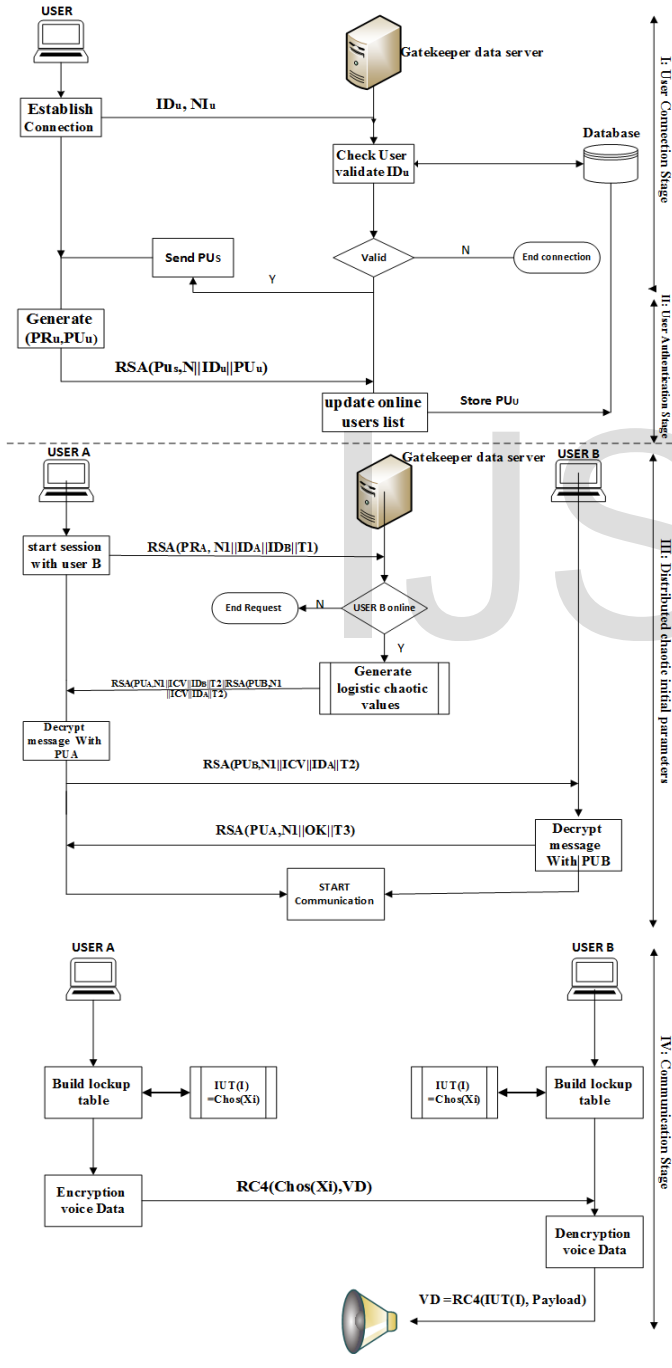 USER
Gatekeeper data server
I: User Connection Stage
IDu, NIu
Establish
Connection
Database
Check User
validate IDu
Send PUs
Valid
N
End connection
Y
Generate
(PRu,PUu)
II: User Authentication Stage
RSA(Pus,N||IDu||PUu)
update online
users list
Store PUU
USER A
Gatekeeper data server
USER B
IJS
III: Distributed chaotic initial parameters
start session
with user B
RSA(PRA, N1||IDA||IDB||T1)
End Request
N
USER B online
Y
Generate
logistic chaotic
values
RSA(PUA,N1||ICV||IDB||T2||RSA(PUB,N1
||ICV||IDA||T2)
Decrypt
message With
PUA
RSA(PUB,N1||ICV||IDA||T2)
RSA(PUA,N1||OK||T3)
Decrypt
message
With PUB
START
Communication
USER A
USER B
IV: Communication Stage
Build lockup
table
IUT(I)
=Chos(Xi)
IUT(I)
=Chos(Xi)
Build lockup
table
Encryption
voice Data
RC4(Chos(Xi),VD)
Dencryption
voice Data
VD =RC4(IUT(I), Payload)